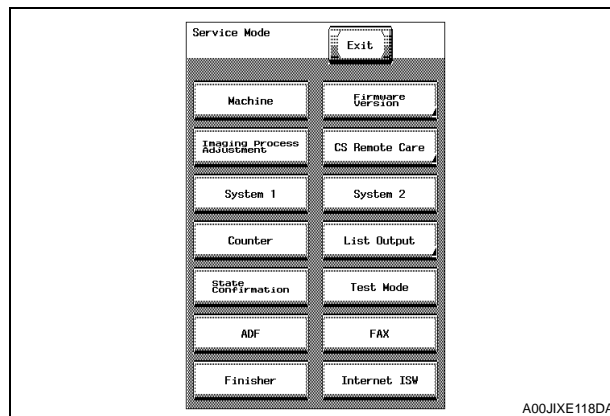 Service Mode
Exit
Machine
Firmware
Version
Imaging Process
Adjustment
CS Remote Care
System 1
System 2
Counter
List Output
State
Confirmation
Test Mode
ADF
FAX
Finisher
Internet ISW
A00JIXE118DA